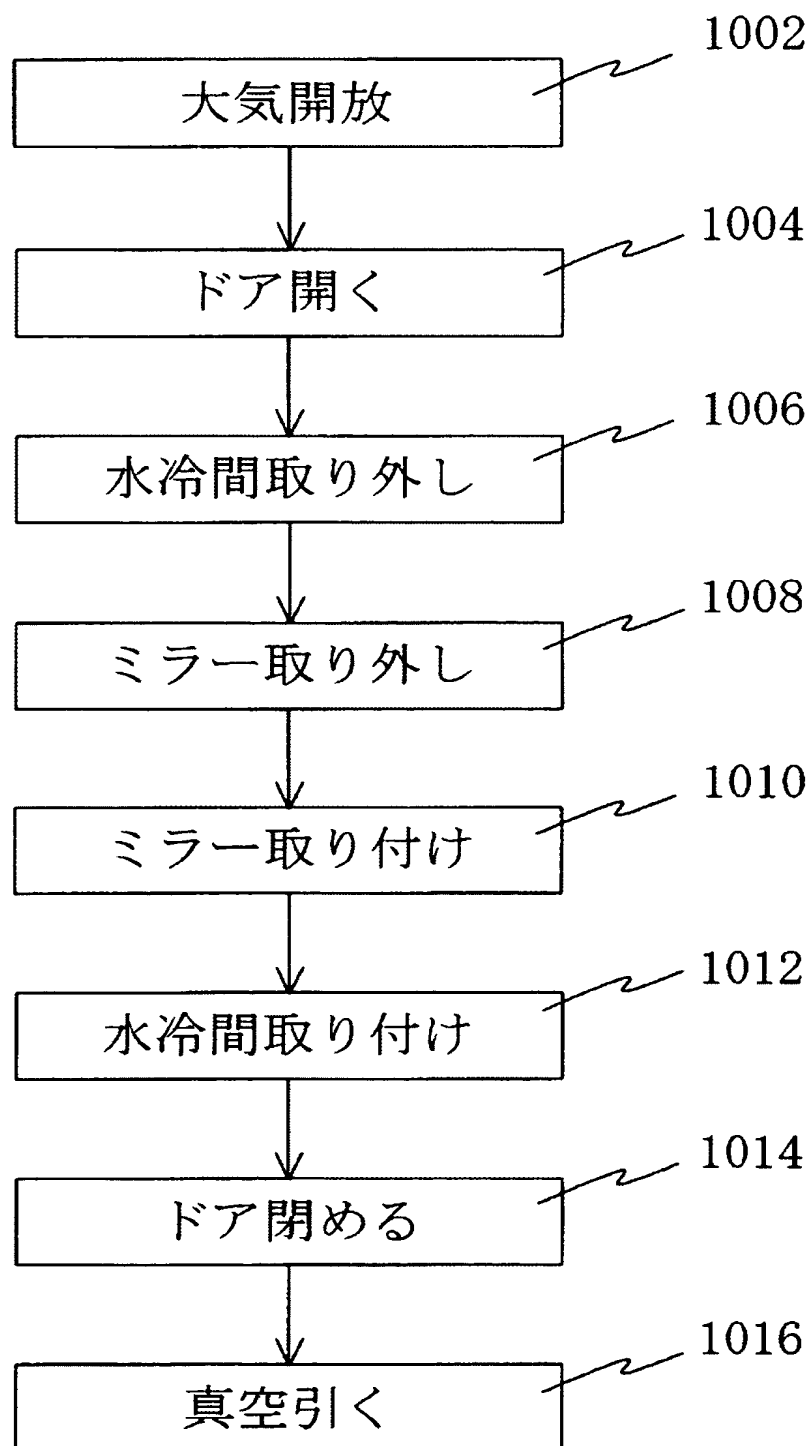 1002
大気開放
1004
ドア開く
1006
水冷間取り外し
1008
ミラー取り外し
1010
ミラー取り付け
1012
水冷間取り付け
1014
ドア閉める
1016
真空引く